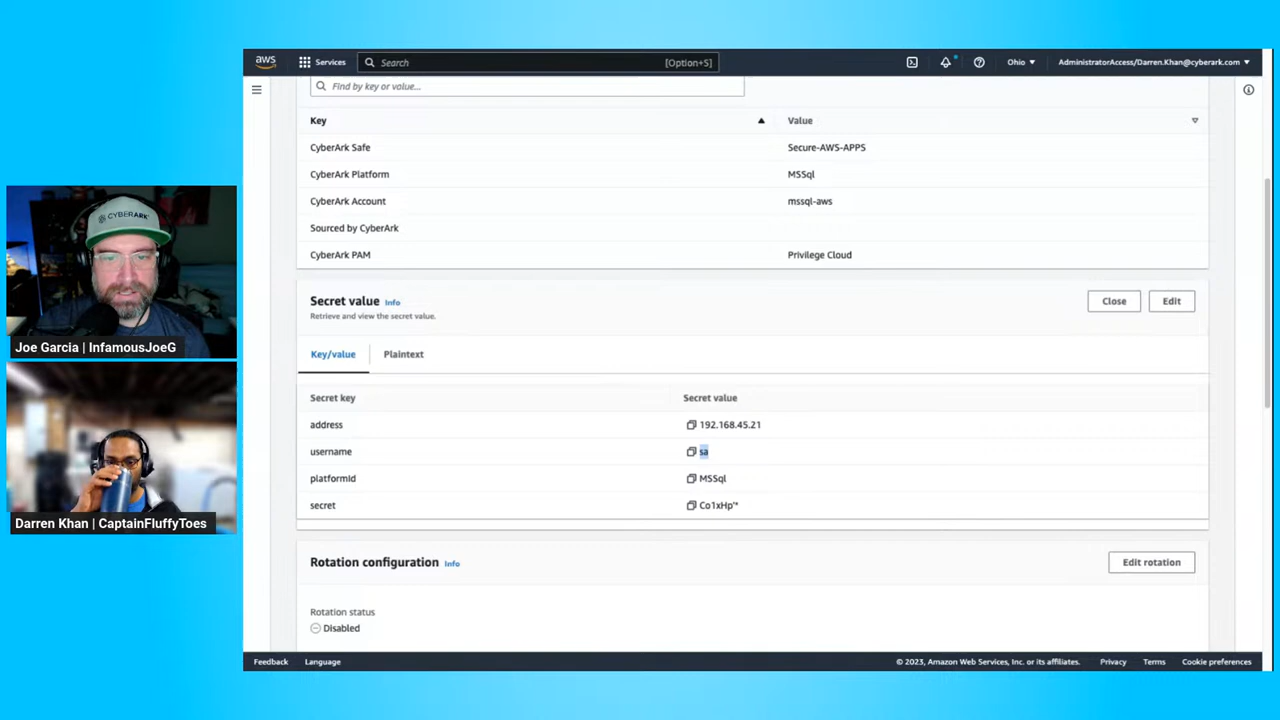 aws
Services
Search
[Option+S]
Ohio
AdministratorAccess/Darren.Khan@cyberark.com
Find by key or value...
Key
Value
CyberArk Safe
Secure-AWS-APPS
CyberArk Platform
MSSql
CyberArk Account
mssql-aws
Sourced by CyberArk
CyberArk PAM
Privilege Cloud
Secret value
Info
Close
Edit
Retrieve and view the secret value.
Key/value
Plaintext
Secret key
Secret value
address
192.168.45.21
username
sa
platformId
MSSql
secret
Co1xHp'*
Rotation configuration
Info
Edit rotation
Rotation status
Disabled
Feedback
Language
© 2023, Amazon Web Services, Inc. or its affiliates.
Privacy
Terms
Cookie preferences
CYBERARK
Joe Garcia | InfamousJoeG
Darren Khan | CaptainFluffyToes